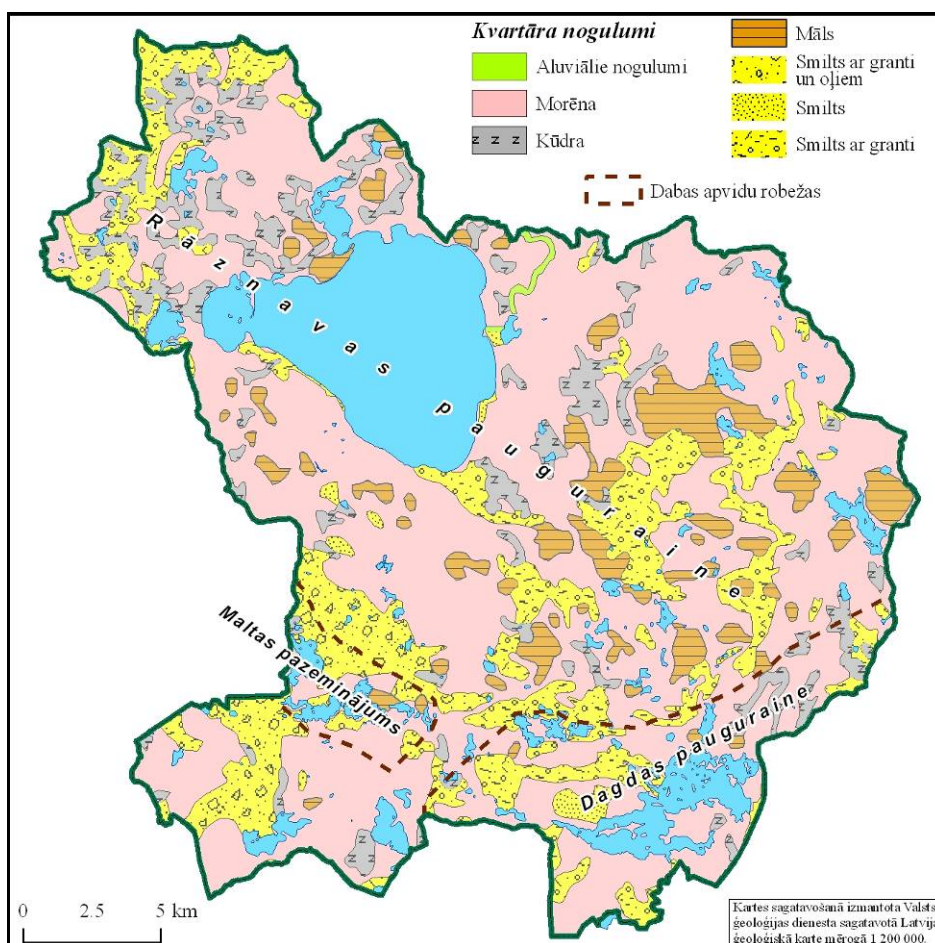 Kvartāra nogulumi
Aluviālie nogulumi
Morēna
Kūdra
Māls
Smilts ar granti
un oļiem
Smilts
Smilts ar granti
Dabas apvidu robežas
Rāznavas pauguraine
Maltas pazeminājums
Dagdas pauguraine
0 2.5 5 km
Kartes sagatavošanā izmantota Valsts
ģeoloģijas dienesta sagatavotā Latvija
ģeoloģiskā karte mērogā 1 200 000.